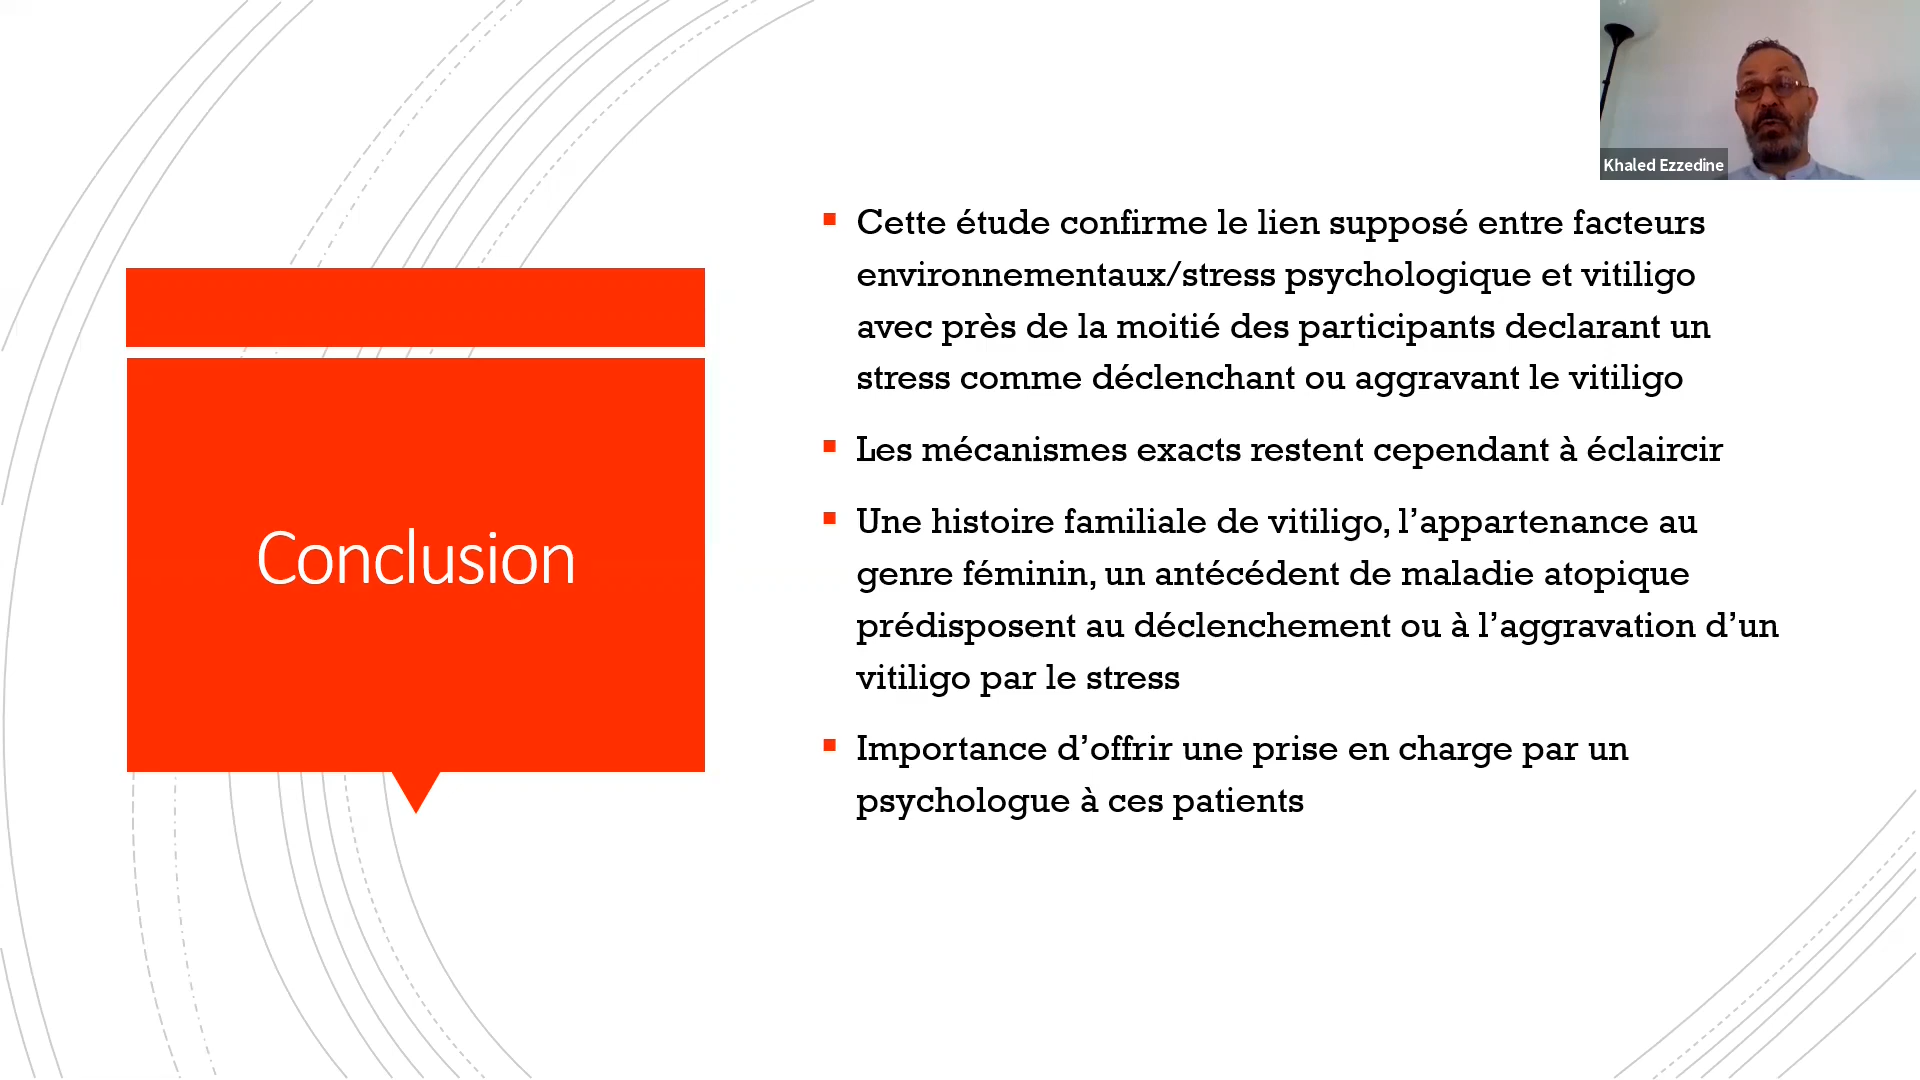 Khaled Ezzedine
Conclusion
Cette étude confirme le lien supposé entre facteurs
environnementaux/stress psychologique et vitiligo
avec près de la moitié des participants declarant un
stress comme déclenchant ou aggravant le vitiligo
Les mécanismes exacts restent cependant à éclaircir
Une histoire familiale de vitiligo, l’appartenance au
genre féminin, un antécédent de maladie atopique
prédisposent au déclenchement ou à l’aggravation d’un
vitiligo par le stress
Importance d’offrir une prise en charge par un
psychologue à ces patients